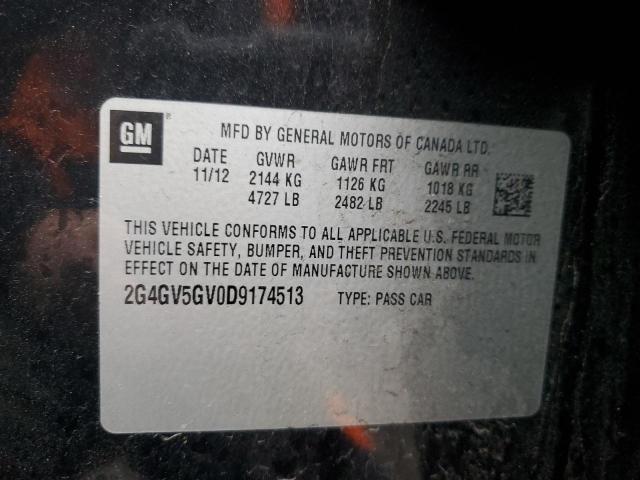 GM ®
MFD BY GENERAL MOTORS OF CANADA LTD.
DATE GVWR GAWR FRT GAWR RR
11/12 2144 KG 1126 KG 1018 KG
4727 LB 2482 LB 2245 LB
THIS VEHICLE CONFORMS TO ALL APPLICABLE U.S. FEDERAL MOTOR
VEHICLE SAFETY, BUMPER, AND THEFT PREVENTION STANDARDS IN
EFFECT ON THE DATE OF MANUFACTURE SHOWN ABOVE.
2G4GV5GV0D9174513 TYPE: PASS CAR